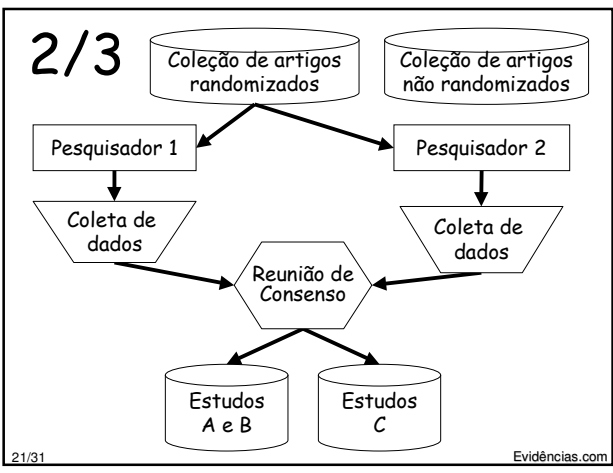 2/3
Coleção de artigos
randomizados
Coleção de artigos
não randomizados
Pesquisador 1
Pesquisador 2
Coleta de
dados
Coleta de
dados
Reunião de
Consenso
Estudos
A e B
Estudos
C
21/31
Evidências.com